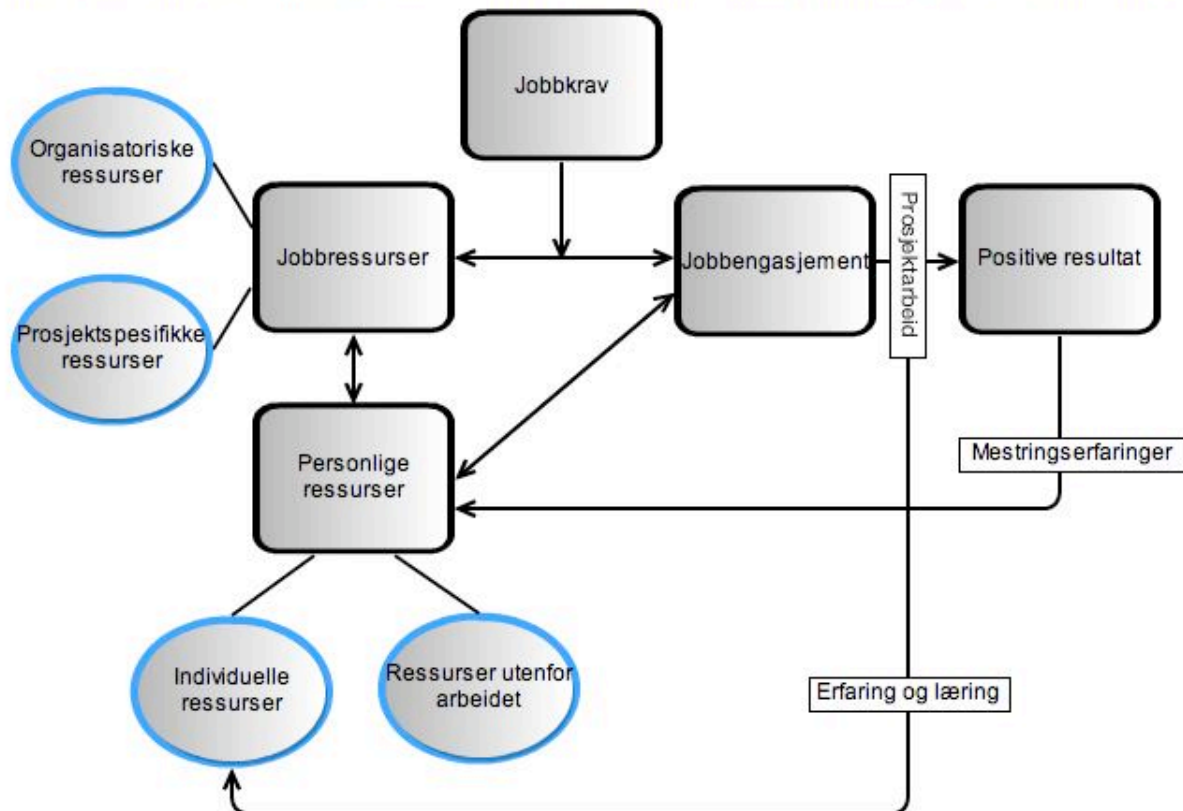 Jobbkrav
Organisatoriske
ressurser
Jobbressurser
Jobbengasjement
Prosjektarbeid
Positive resultat
Prosjektspesifikke
ressurser
Personlige
ressurser
Mestringserfaringer
Individuelle
ressurser
Ressurser utenfor
arbeidet
Erfaring og læring